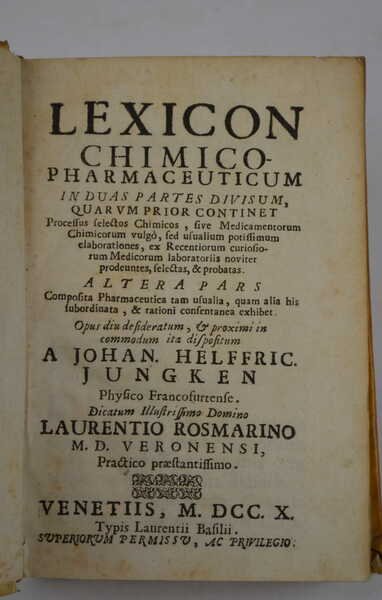 LEXICON
CHIMICO-
PHARMACEUTICUM
IN DUAS PARTES DIVISUM,
QUARVM PRIOR CONTINET
Processus selectos Chimicos, sive Medicamentorum
Chimicorum vulgò, sed usualium potissimum
elaborationes, ex Recentiorum curiosio-
rum Medicorum laboratoriis noviter
prodeuntes, selectas, & probatas.
ALTERA PARS
Composita Pharmaceutica tam usualia, quam alia his
subordinata, & rationi consentanea exhibet.
Opus diu desideratum, & proximi in
commodum ita dispositum
A JOHAN. HELFFRIC.
JUNGKEN
Physico Francofurtense.
Dicatum Illustrissimo Domino
LAURENTIO ROSMARINO
M. D. VERONENSI,
Practico præstantissimo.
VENETIIS, M. DCC. X.
Typis Laurentii Basilii.
SUPERIORUM PERMISSU, AC PRIVILEGIO.